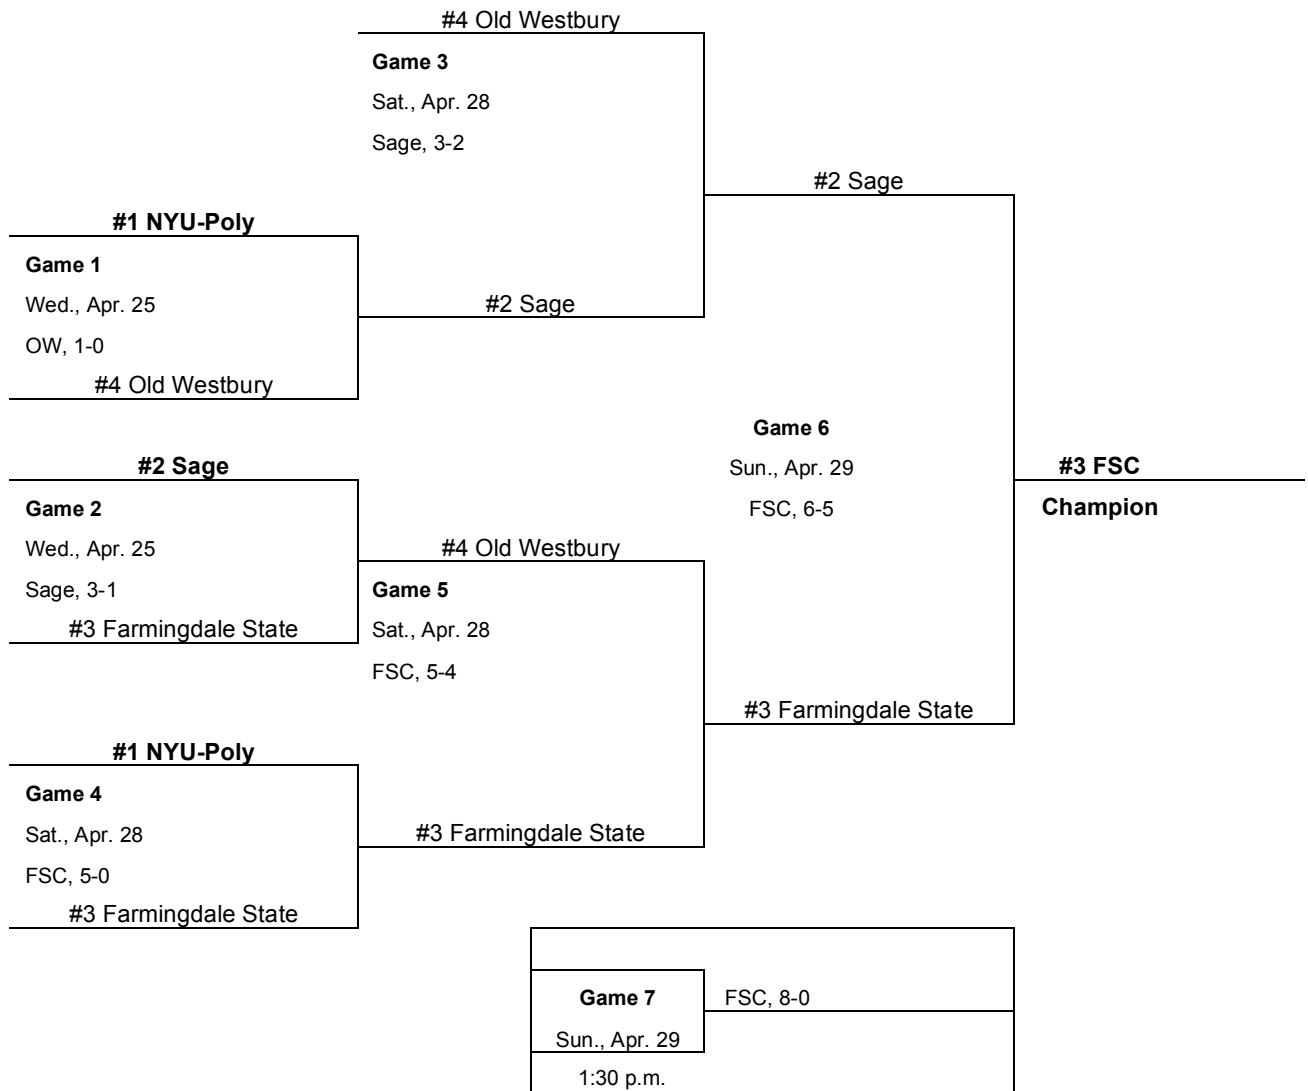 #4 Old Westbury
Game 3
Sat., Apr. 28
Sage, 3-2
#2 Sage
#1 NYU-Poly
Game 1
Wed., Apr. 25
#2 Sage
OW, 1-0
#4 Old Westbury
Game 6
#2 Sage
Sun., Apr. 29
#3 FSC
Game 2
FSC, 6-5
Champion
Wed., Apr. 25
#4 Old Westbury
Sage, 3-1
Game 5
#3 Farmingdale State
Sat., Apr. 28
FSC, 5-4
#3 Farmingdale State
#1 NYU-Poly
Game 4
Sat., Apr. 28
#3 Farmingdale State
FSC, 5-0
#3 Farmingdale State
Game 7
FSC, 8-0
Sun., Apr. 29
1:30 p.m.